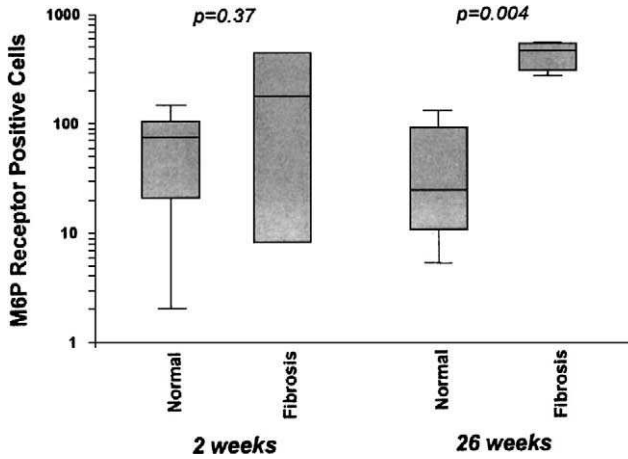 p=0.37 p=0.004
M6P Receptor Positive Cells
1000
100
10
1
Normal
Fibrosis
Normal
Fibrosis
2 weeks 26 weeks